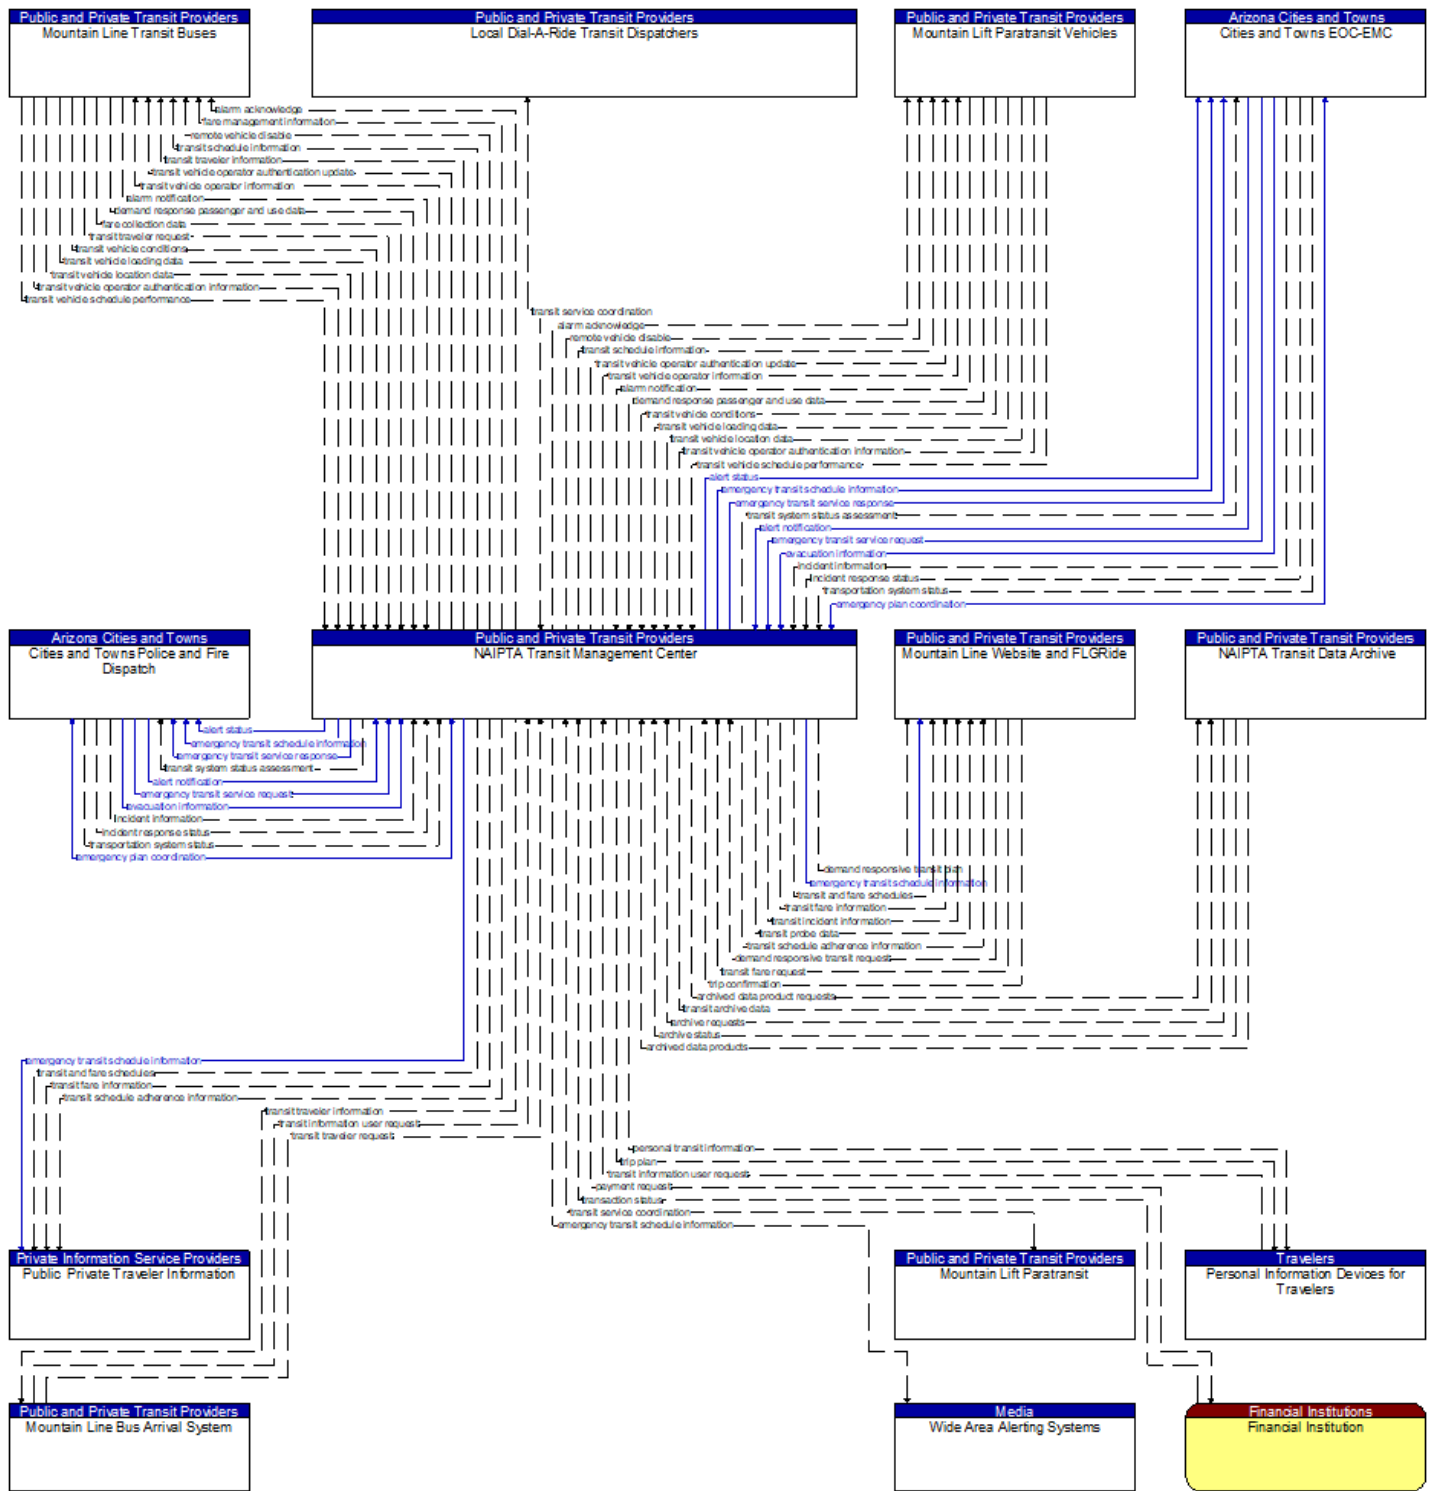 Public and Private Transit Providers
Mountain Line Transit Buses
Public and Private Transit Providers
Local Dial-A-Ride Transit Dispatchers
Public and Private Transit Providers
Mountain Lift Paratransit Vehicles
Arizona Cities and Towns
Cities and Towns EOC-EMC
alarm acknowledge
fare management information
remote vehicle disable
transit schedule information
transit traveler information
transit vehicle operator authentication update
transit vehicle operator information
alarm notification
demand response passenger and use data
fare collection data
transit traveler request
transit vehicle conditions
transit vehicle loading data
transit vehicle location data
transit vehicle operator authentication information
transit vehicle schedule performance
transit service coordination
alarm acknowledge
remote vehicle disable
transit schedule information
transit vehicle operator authentication update
transit vehicle operator information
alarm notification
demand response passenger and use data
transit vehicle conditions
transit vehicle loading data
transit vehicle location data
transit vehicle operator authentication information
transit vehicle schedule performance
alert status
emergency transit schedule information
emergency transit service response
transit system status assessment
alert notification
emergency transit service request
evacuation information
incident information
incident response status
transportation system status
emergency plan coordination
Arizona Cities and Towns
Cities and Towns Police and Fire
Dispatch
Public and Private Transit Providers
NAIPTA Transit Management Center
Public and Private Transit Providers
Mountain Line Website and FLGRide
Public and Private Transit Providers
NAIPTA Transit Data Archive
alert status
emergency transit schedule information
emergency transit service response
transit system status assessment
alert notification
emergency transit service request
evacuation information
incident information
incident response status
transportation system status
emergency plan coordination
demand responsive transit plan
emergency transit schedule information
transit and fare schedules
transit fare information
transit incident information
transit probe data
transit schedule adherence information
demand responsive transit request
transit fare request
trip confirmation
archived data product requests
transit archive data
archive requests
archive status
archived data products
emergency transit schedule information
transit and fare schedules
transit fare information
transit schedule adherence information
transit traveler information
transit information user request
transit traveler request
personal transit information
trip plan
transit information user request
payment request
transaction status
transit service coordination
emergency transit schedule information
Private Information Service Providers
Public Private Traveler Information
Public and Private Transit Providers
Mountain Lift Paratransit
Travelers
Personal Information Devices for
Travelers
Public and Private Transit Providers
Mountain Line Bus Arrival System
Media
Wide Area Alerting Systems
Financial Institutions
Financial Institution